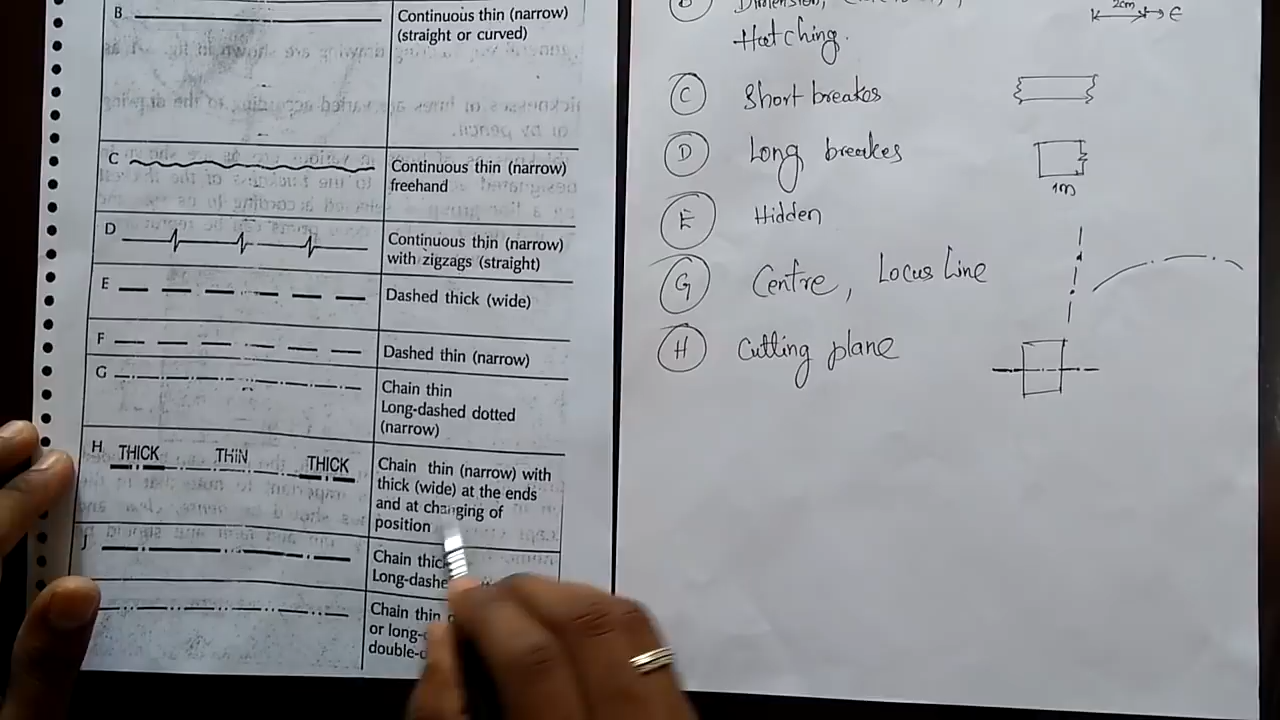 B
Continuous thin (narrow)
(straight or curved)
C
Continuous thin (narrow)
freehand
D
Continuous thin (narrow)
with zigzags (straight)
E
Dashed thick (wide)
F
Dashed thin (narrow)
G
Chain thin
Long-dashed dotted
(narrow)
H
THICK THIN THICK
Chain thin (narrow) with
thick (wide) at the ends
and at changing of
position
J
Chain thick
Long-dashe
Chain thin
or long-
double-d
B Dimension,
Hatching.
2cm
C Short breakes
D Long breakes
1m
E Hidden
G Centre, Locus Line
H Cutting plane